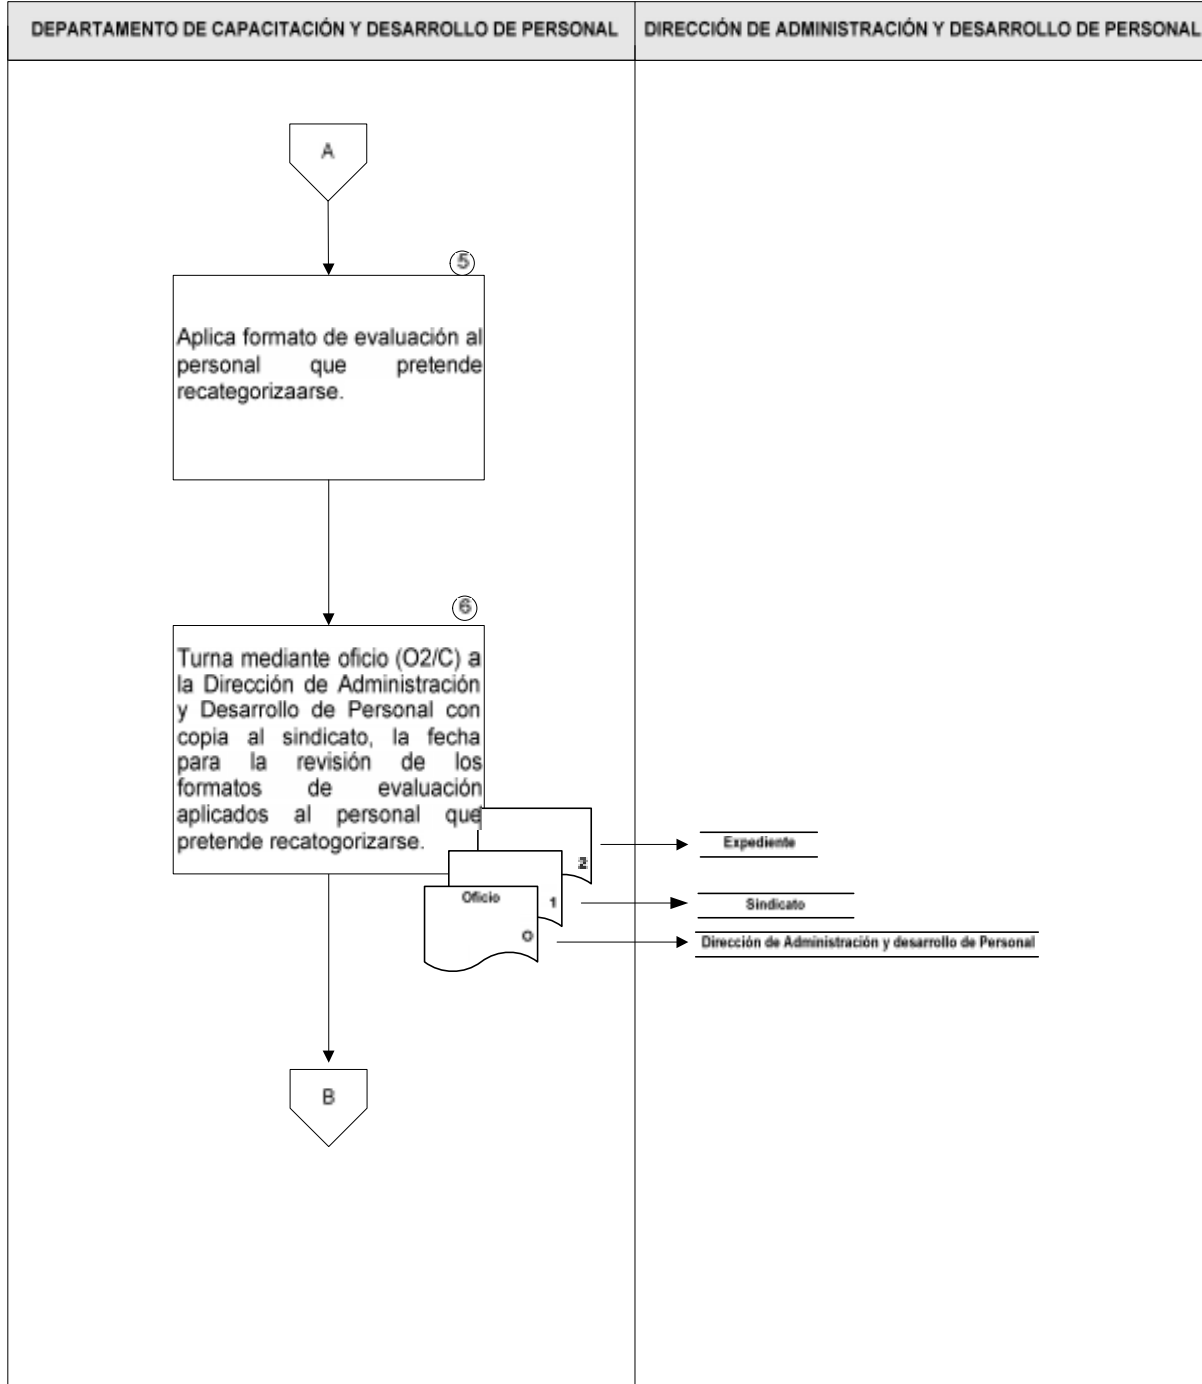 DEPARTAMENTO DE CAPACITACIÓN Y DESARROLLO DE PERSONAL
DIRECCIÓN DE ADMINISTRACIÓN Y DESARROLLO DE PERSONAL
A
5
Aplica formato de evaluación al
personal que pretende
recategorizaarse.
6
Turna mediante oficio (O2/C) a
la Dirección de Administración
y Desarrollo de Personal con
copia al sindicato, la fecha
para la revisión de los
formatos de evaluación
aplicados al personal que
pretende recatogorizarse.
Expediente
Oficio
1
Sindicato
O
Dirección de Administración y desarrollo de Personal
B